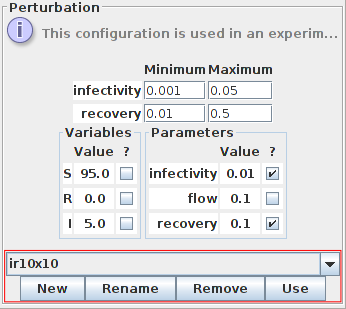 Perturbation
This configuration is used in an experim...
Minimum Maximum
infectivity 0.001 0.05
recovery 0.01 0.5
Variables
Value ?
S 95.0
R 0.0
I 5.0
Parameters
Value ?
infectivity 0.01
flow 0.1
recovery 0.1
ir10x10
New Rename Remove Use